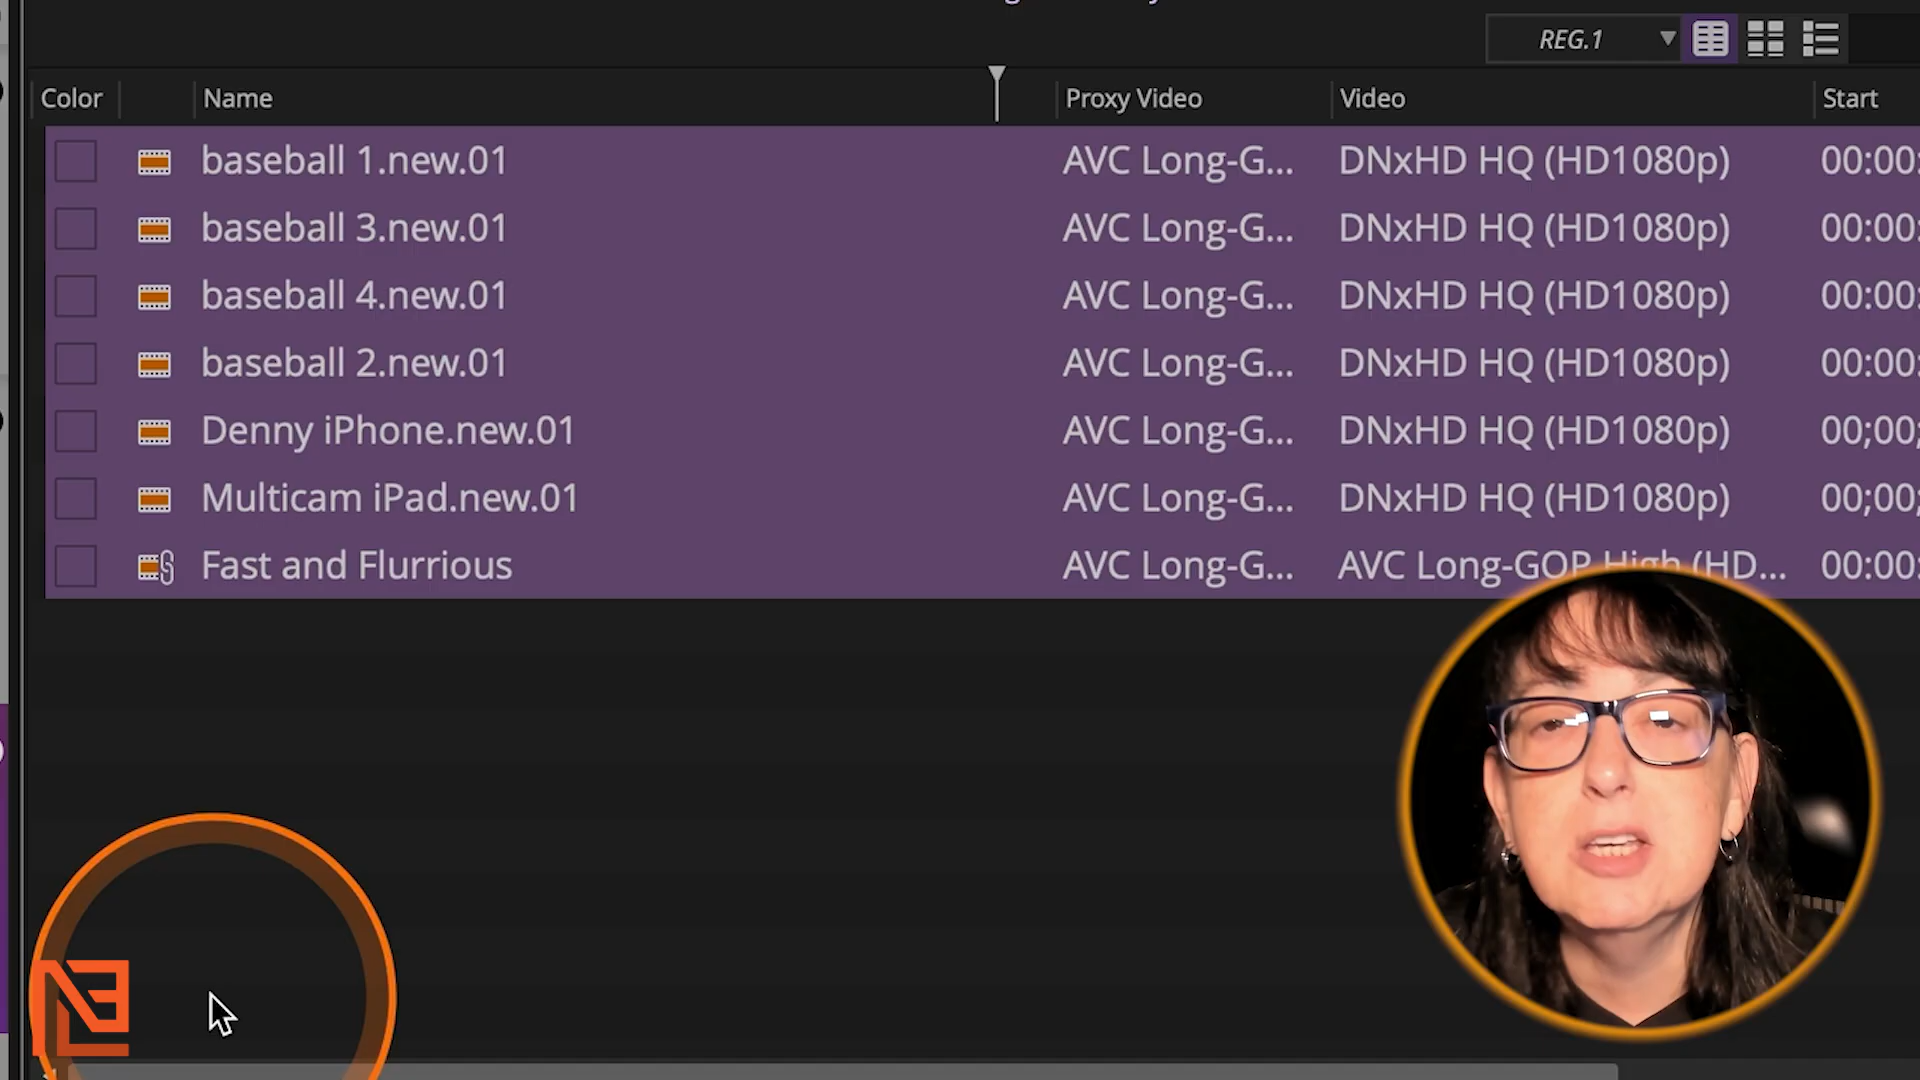 REG.1
Color Name Proxy Video Video Start
baseball 1.new.01 AVC Long-G... DNxHD HQ (HD1080p) 00:00:
baseball 3.new.01 AVC Long-G... DNxHD HQ (HD1080p) 00:00:
baseball 4.new.01 AVC Long-G... DNxHD HQ (HD1080p) 00:00:
baseball 2.new.01 AVC Long-G... DNxHD HQ (HD1080p) 00:00:
Denny iPhone.new.01 AVC Long-G... DNxHD HQ (HD1080p) 00;00;
Multicam iPad.new.01 AVC Long-G... DNxHD HQ (HD1080p) 00;00;
Fast and Flurrious AVC Long-G... AVC Long-GOP High (HD... 00:00: